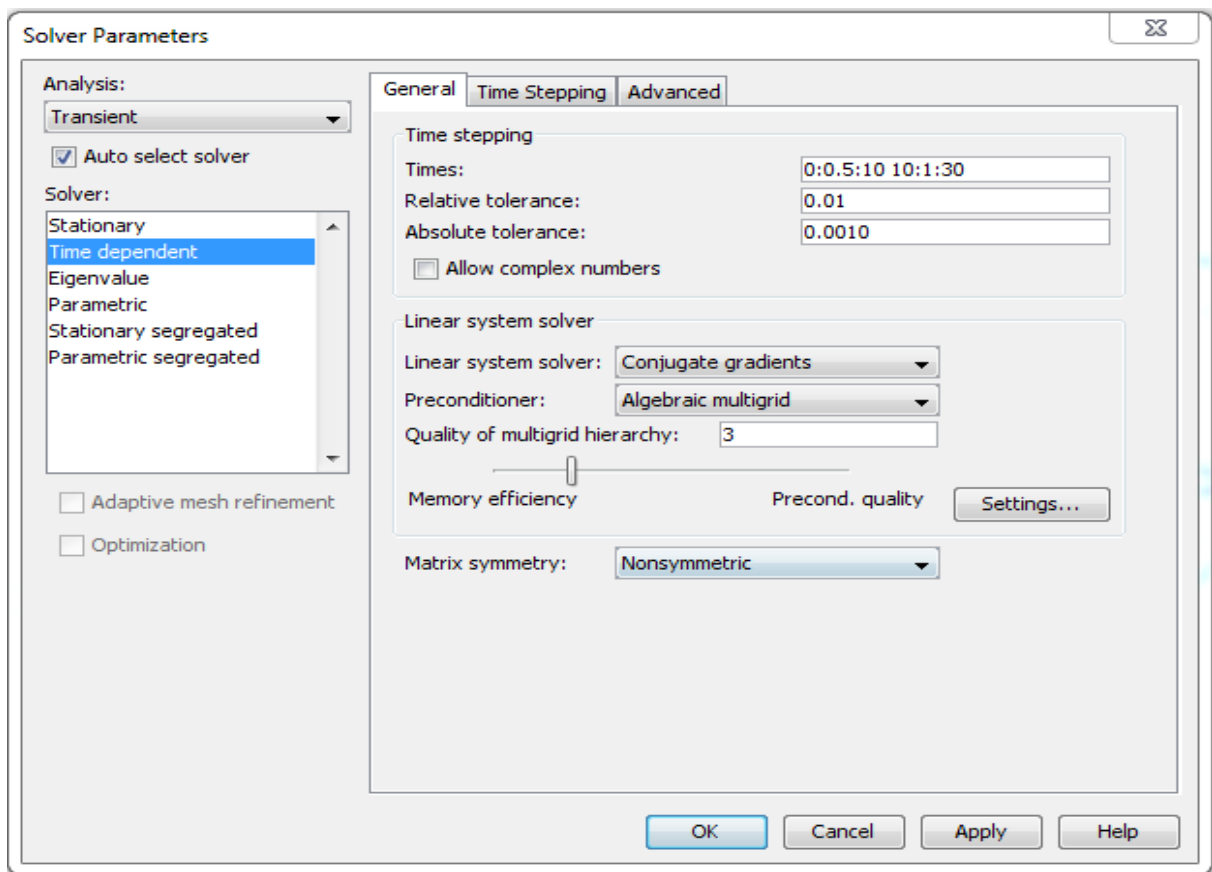 Solver Parameters
Analysis:
Transient
Auto select solver
Solver:
Stationary
Time dependent
Eigenvalue
Parametric
Stationary segregated
Parametric segregated
Adaptive mesh refinement
Optimization
General Time Stepping Advanced
Time stepping
Times: 0:0.5:10 10:1:30
Relative tolerance: 0.01
Absolute tolerance: 0.0010
Allow complex numbers
Linear system solver
Linear system solver: Conjugate gradients
Preconditioner: Algebraic multigrid
Quality of multigrid hierarchy: 3
Memory efficiency Precond. quality Settings...
Matrix symmetry: Nonsymmetric
OK Cancel Apply Help